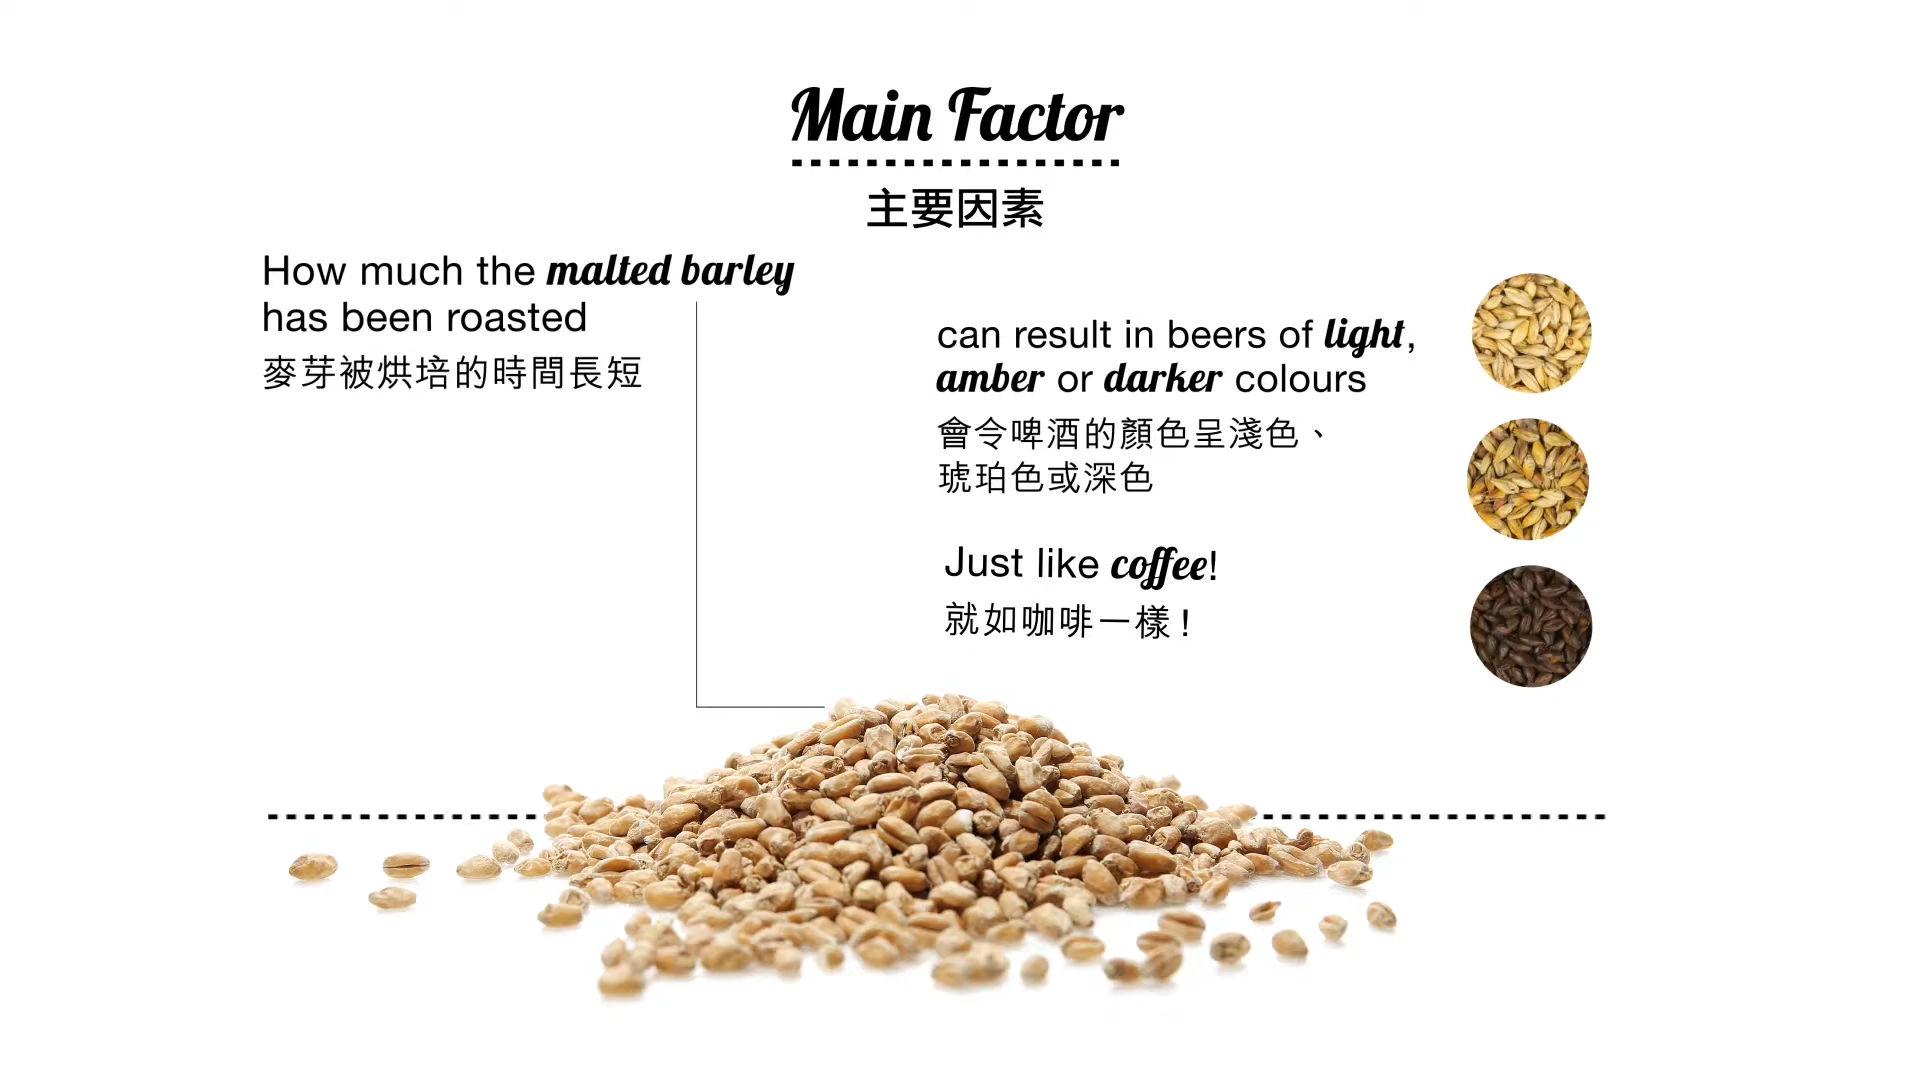 Main Factor
主要因素
How much the malted barley
has been roasted
麥芽被烘培的時間長短
can result in beers of light,
amber or darker colours
會令啤酒的顏色呈淺色、
琥珀色或深色
Just like coffee!
就如咖啡一樣！